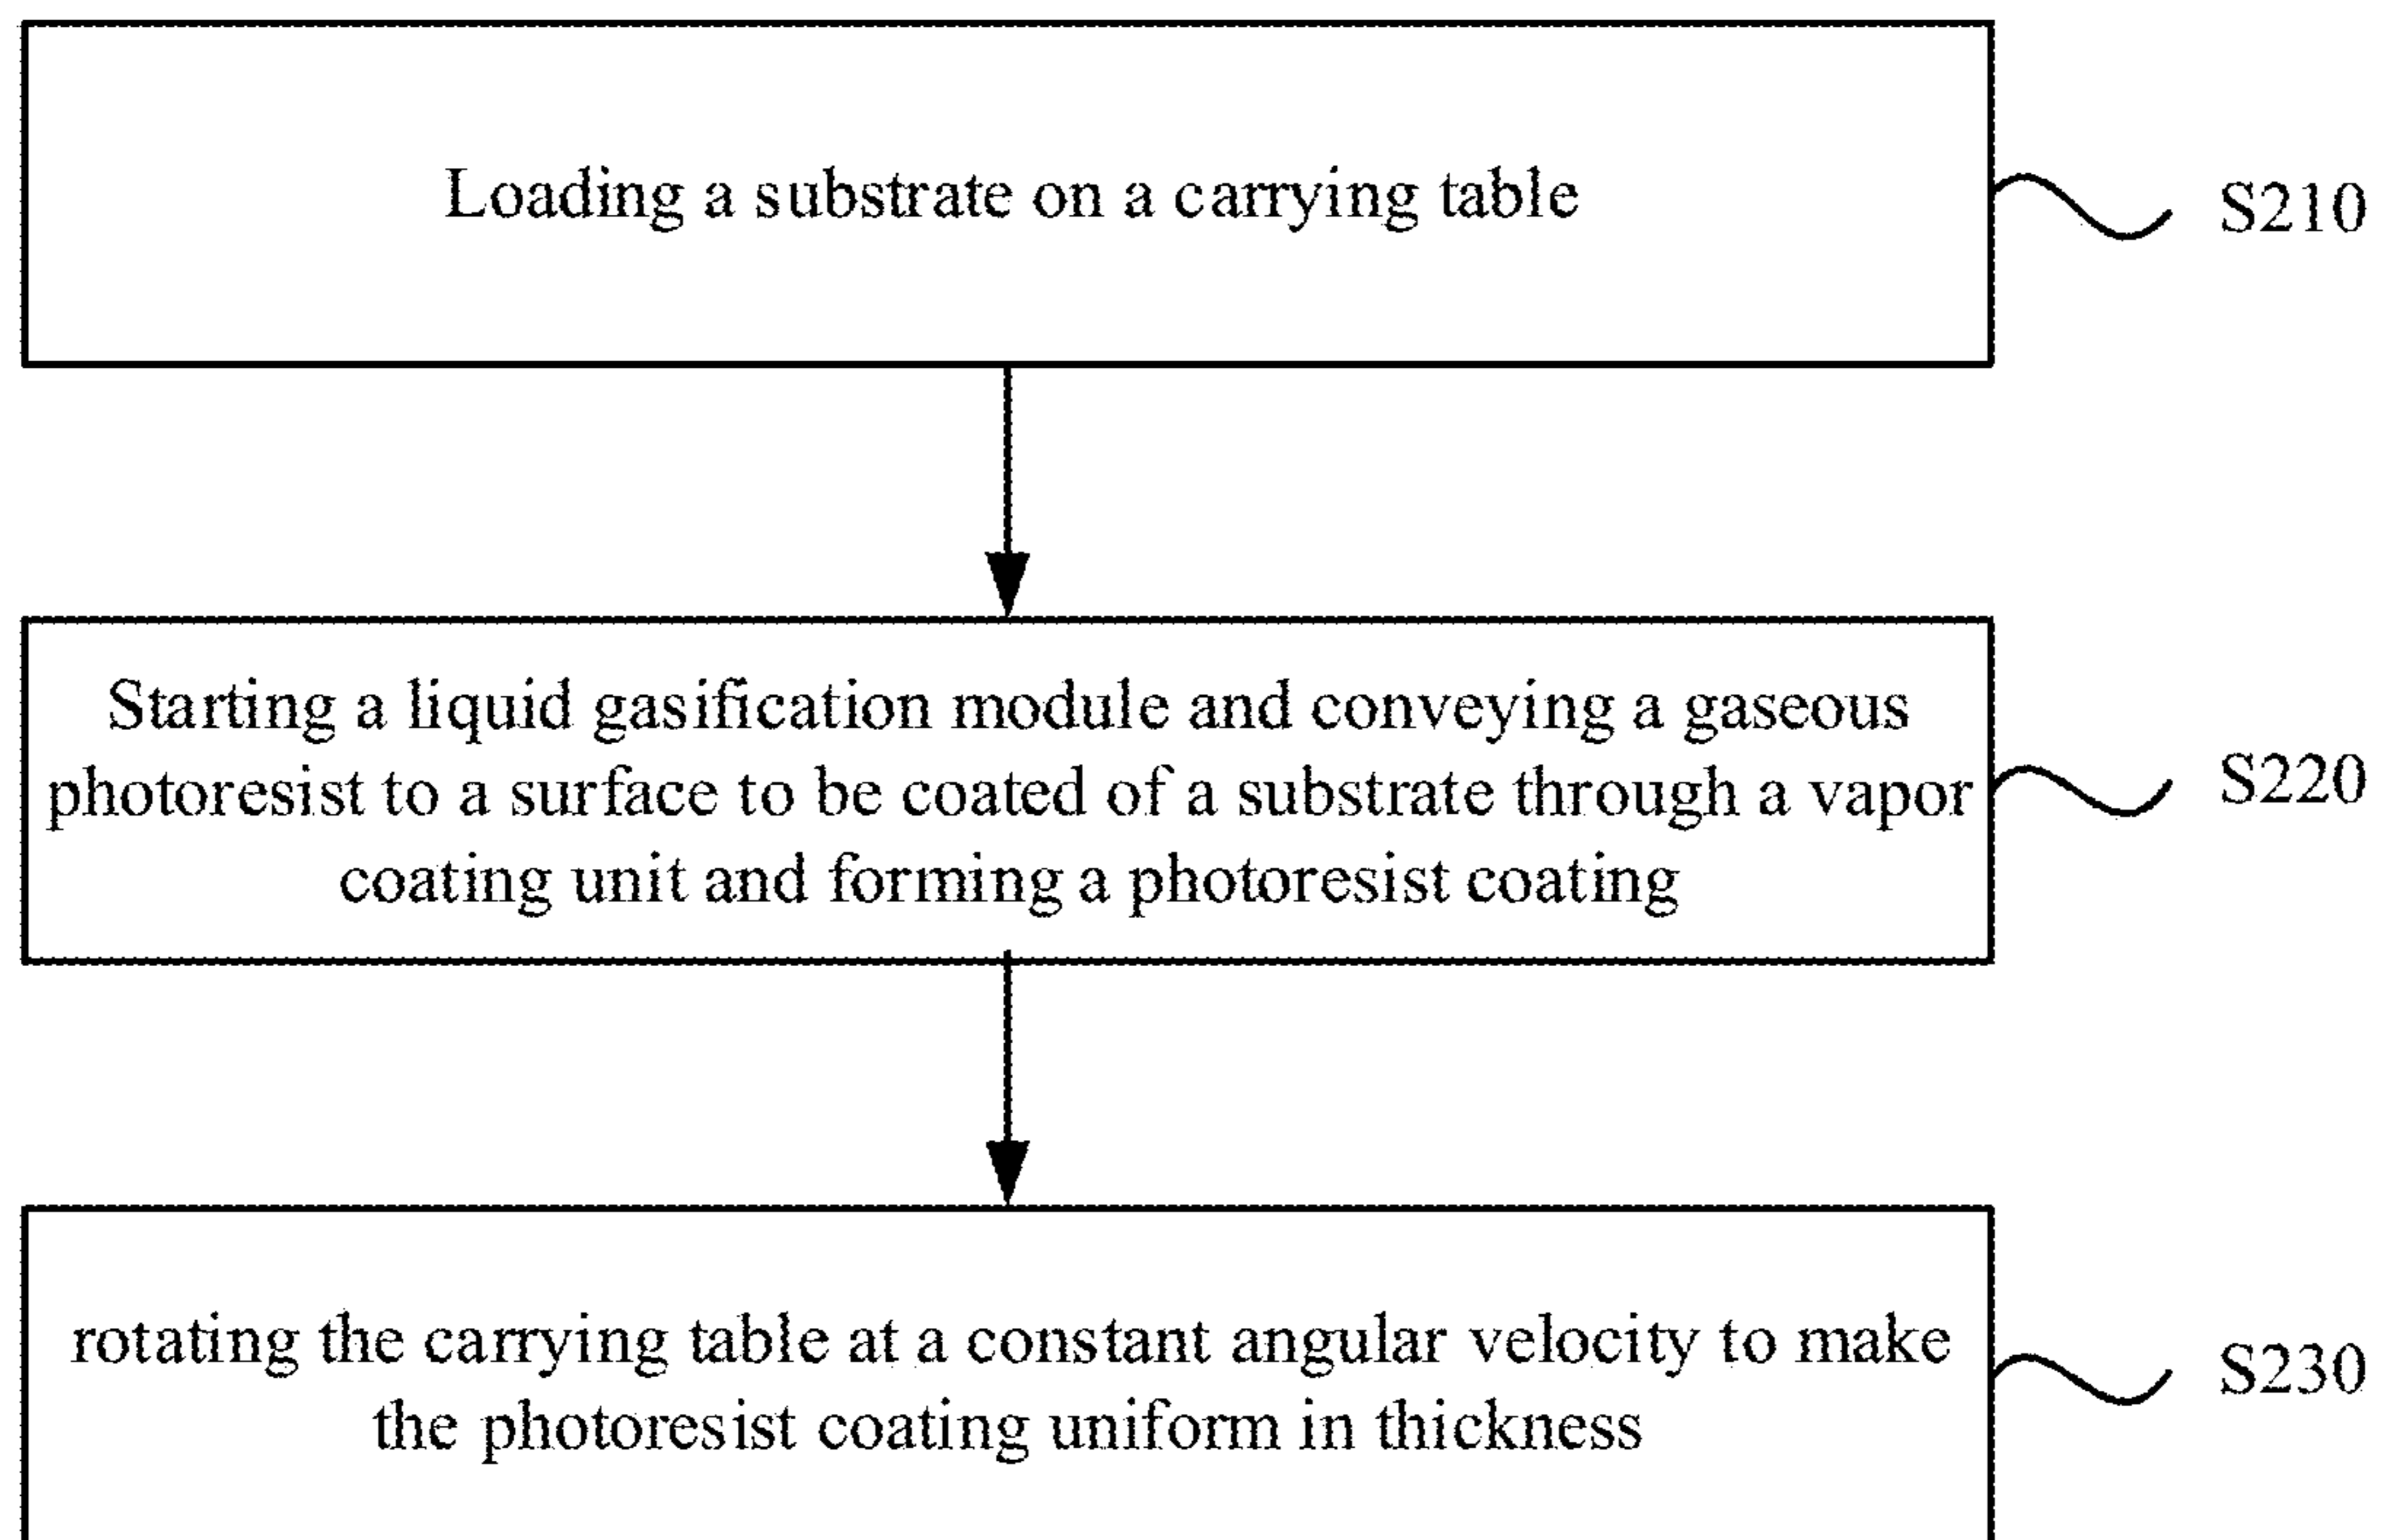 Loading a substrate on a carrying table
S210
Starting a liquid gasification module and conveying a gaseous
photoresist to a surface to be coated of a substrate through a vapor
coating unit and forming a photoresist coating
S220
rotating the carrying table at a constant angular velocity to make
the photoresist coating uniform in thickness
S230